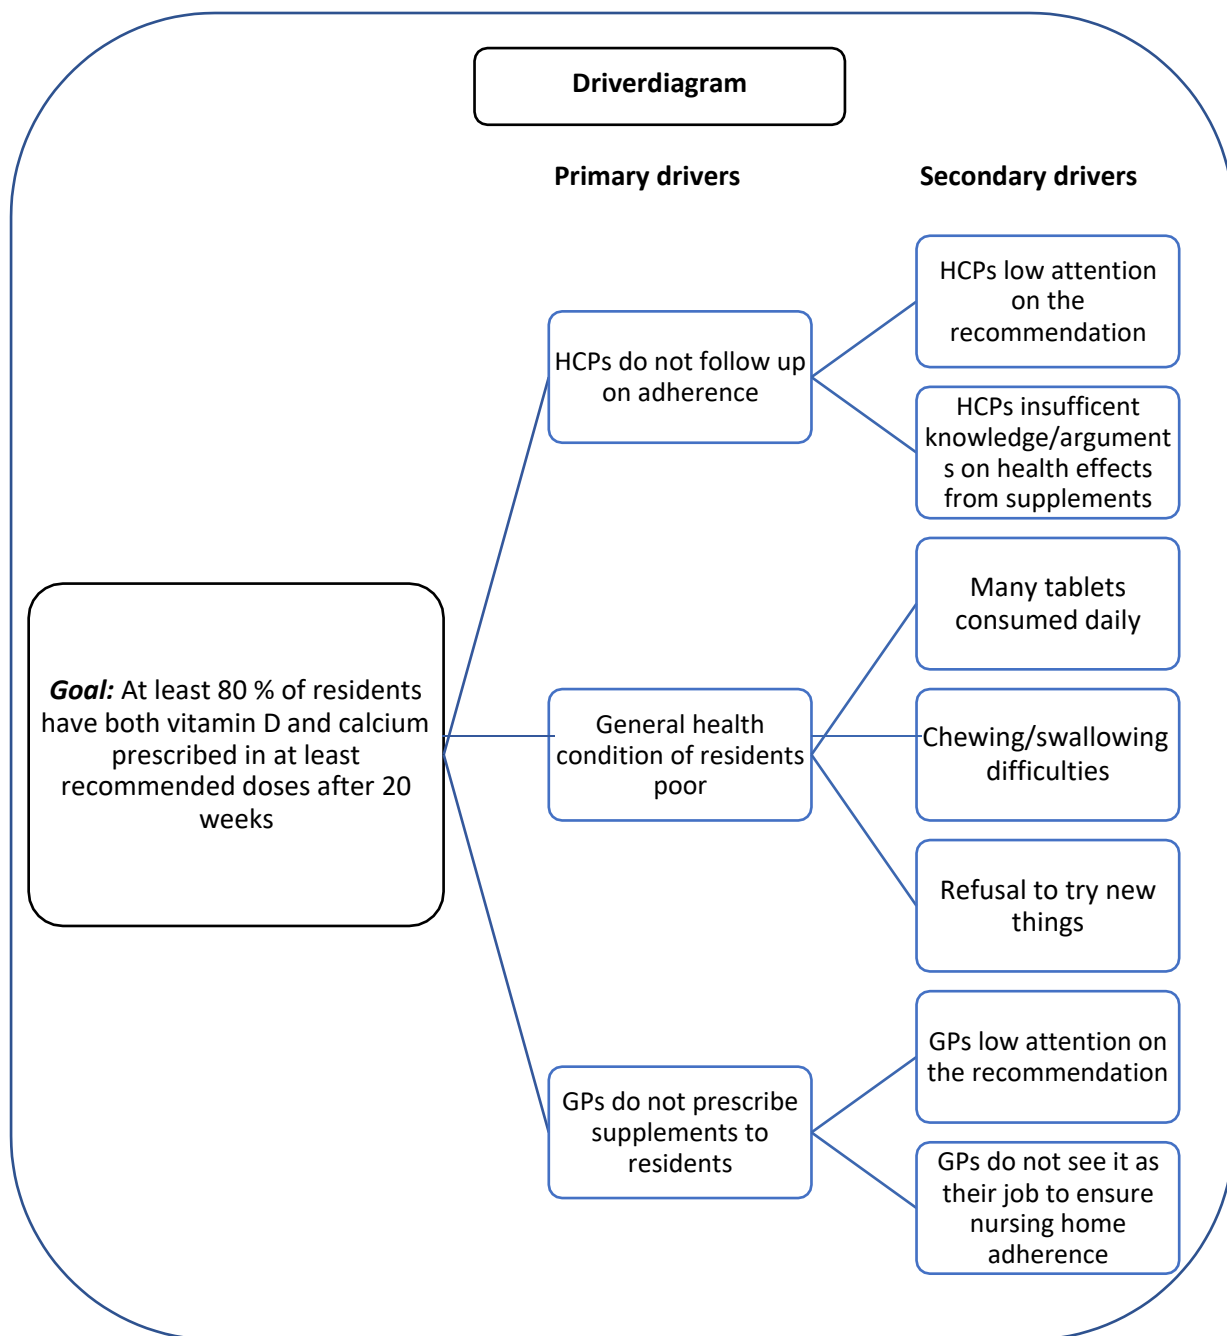 Driverdiagram
Primary drivers
Secondary drivers
HCPs low attention
on the
recommendation
HCPs do not follow up
on adherence
HCPs insufficent
knowledge/argument
s on health effects
from supplements
Many tablets
consumed daily
Goal: At least 80 % of residents
have both vitamin D and calcium
prescribed in at least
recommended doses after 20
weeks
General health
condition of residents
poor
Chewing/swallowing
difficulties
Refusal to try new
things
GPs low attention on
the recommendation
GPs do not prescribe
supplements to
residents
GPs do not see it as
their job to ensure
nursing home
adherence